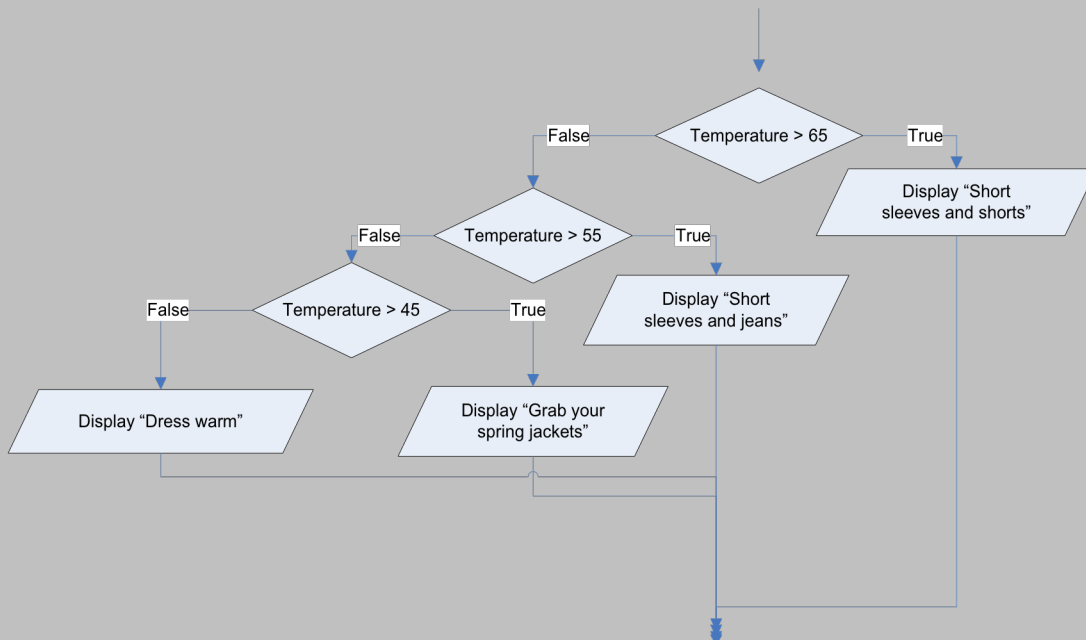 Temperature > 65
False
True
Display “Short
sleeves and shorts”
Temperature > 55
False
True
Display “Short
sleeves and jeans”
Temperature > 45
False
True
Display “Dress warm”
Display “Grab your
spring jackets”